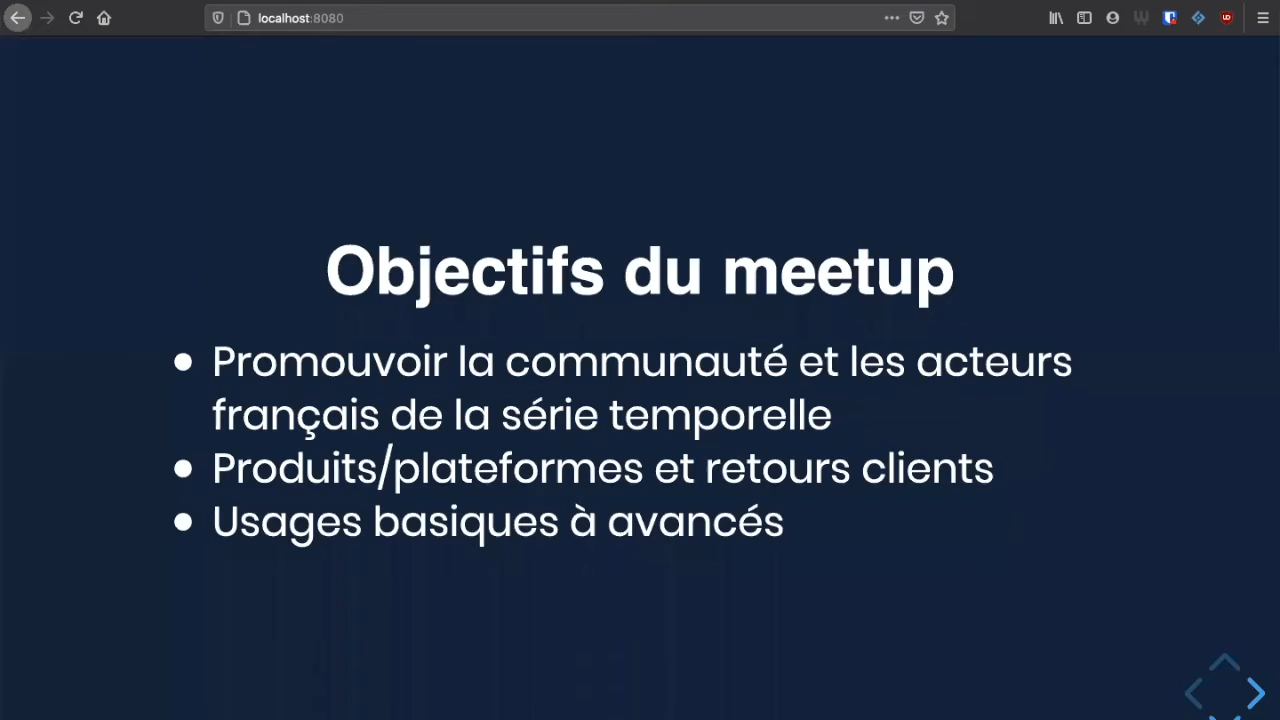 localhost:8080
Objectifs du meetup
Promouvoir la communauté et les acteurs
français de la série temporelle
Produits/plateformes et retours clients
Usages basiques à avancés